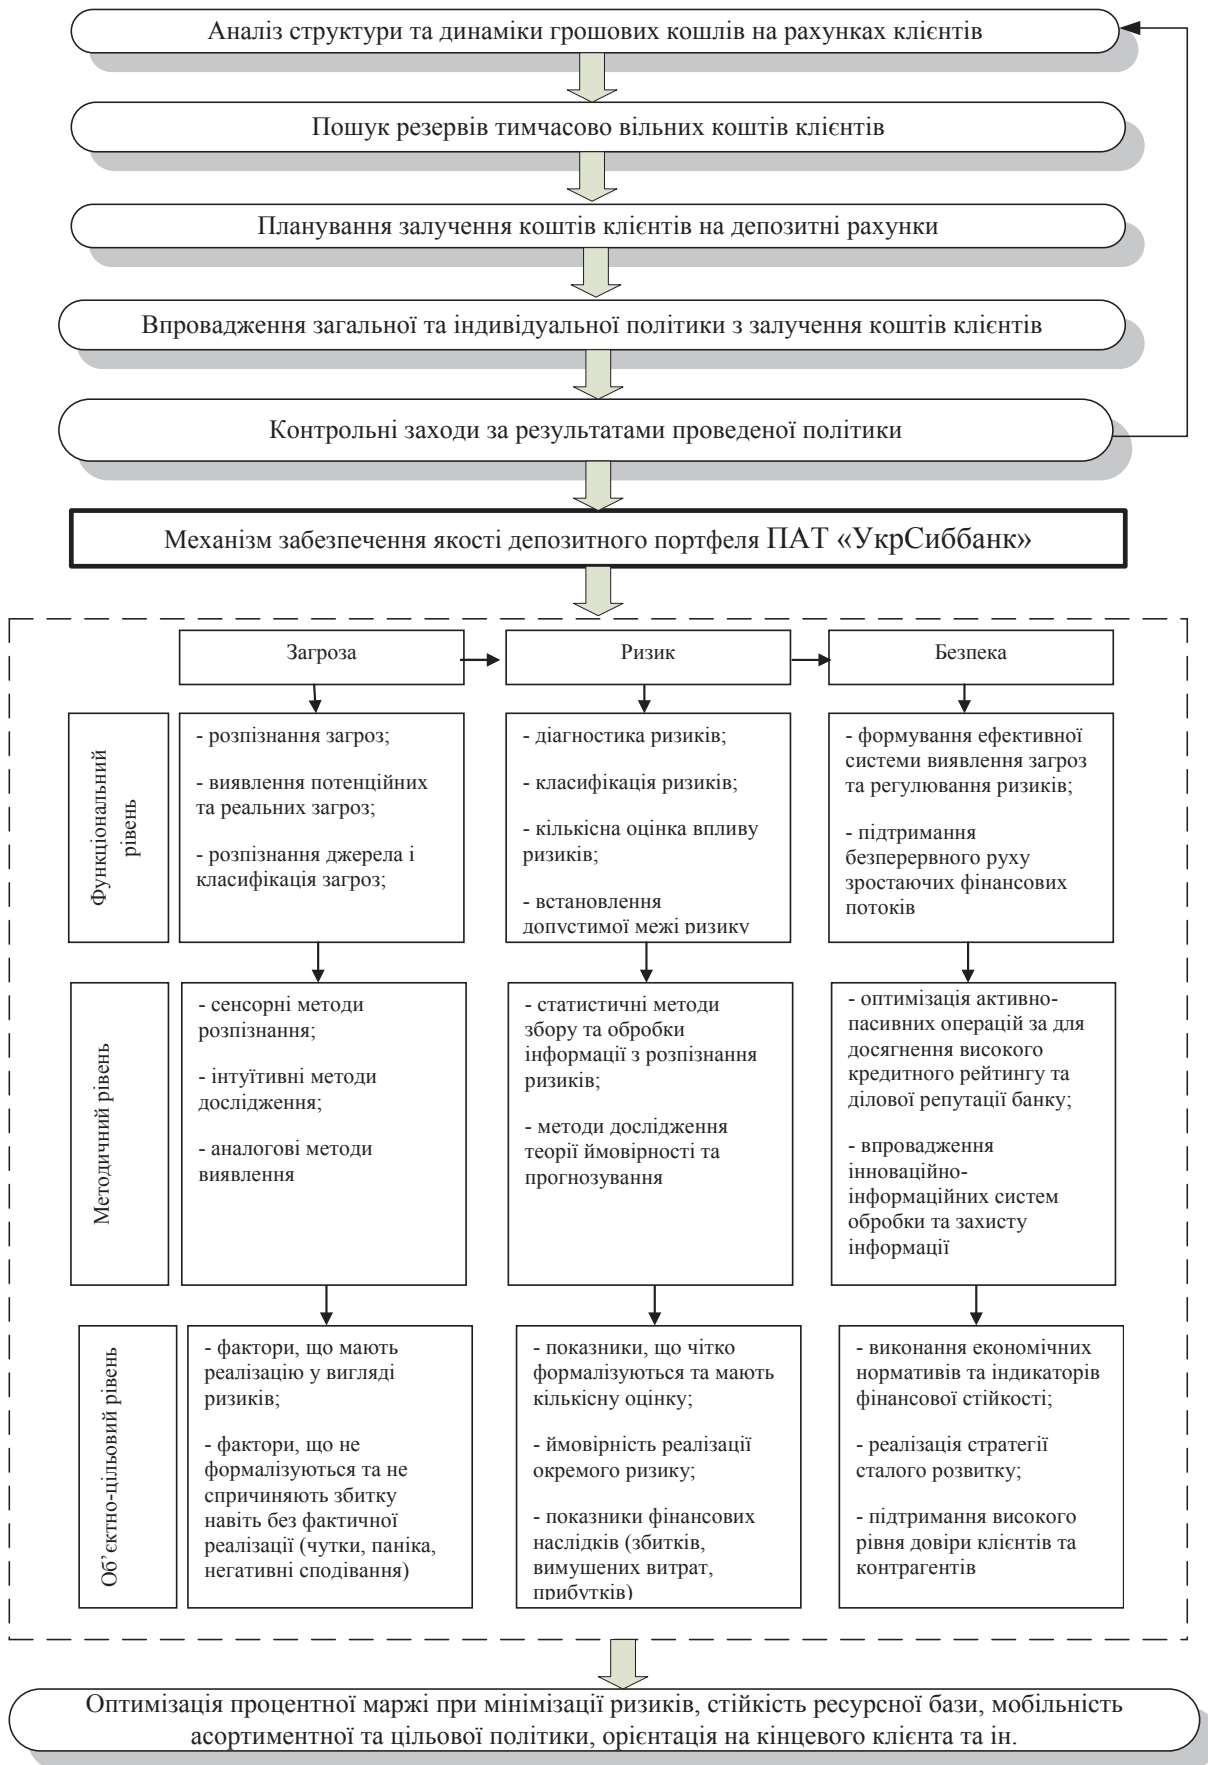 Аналіз структури та динаміки грошових кошлів на рахунках клієнтів
Пошук резервів тимчасово вільних коштів клієнтів
Планування залучення коштів клієнтів на депозитні рахунки
Впровадження загальної та індивідуальної політики з залучення коштів клієнтів
Контрольні заходи за результатами проведеної політики
Механізм забезпечення якості депозитного портфеля ПАТ «УкрСиббанк»
Загроза
Ризик
Безпека
Функціональний
рівень
- розпізнання загроз;
- виявлення потенційних
та реальних загроз;
- розпізнання джерела і
класифікація загроз;
- діагностика ризиків;
- класифікація ризиків;
- кількісна оцінка впливу
ризиків;
- встановлення
допустимої межі ризику
- формування ефективної
системи виявлення загроз
та регулювання ризиків;
- підтримання
безперервного руху
зростаючих фінансових
потоків
Методичний рівень
- сенсорні методи
розпізнання;
- інтуїтивні методи
дослідження;
- аналогові методи
виявлення
- статистичні методи
збору та обробки
інформації з розпізнання
ризиків;
- методи дослідження
теорії ймовірності та
прогнозування
- оптимізація активно-
пасивних операцій за для
досягнення високого
кредитного рейтингу та
ділової репутації банку;
- впровадження
інноваційно-
інформаційних систем
обробки та захисту
інформації
Об’єктно-цільовий рівень
- фактори, що мають
реалізацію у вигляді
ризиків;
- фактори, що не
формалізуються та не
спричиняють збитку
навіть без фактичної
реалізації (чутки, паніка,
негативні сподівання)
- показники, що чітко
формалізуються та мають
кількісну оцінку;
- ймовірність реалізації
окремого ризику;
- показники фінансових
наслідків (збитків,
вимушених витрат,
прибутків)
- виконання економічних
нормативів та індикаторів
фінансової стійкості;
- реалізація стратегії
сталого розвитку;
- підтримання високого
рівня довіри клієнтів та
контрагентів
Оптимізація процентної маржі при мінімізації ризиків, стійкість ресурсної бази, мобільність
асортиментної та цільової політики, орієнтація на кінцевого клієнта та ін.